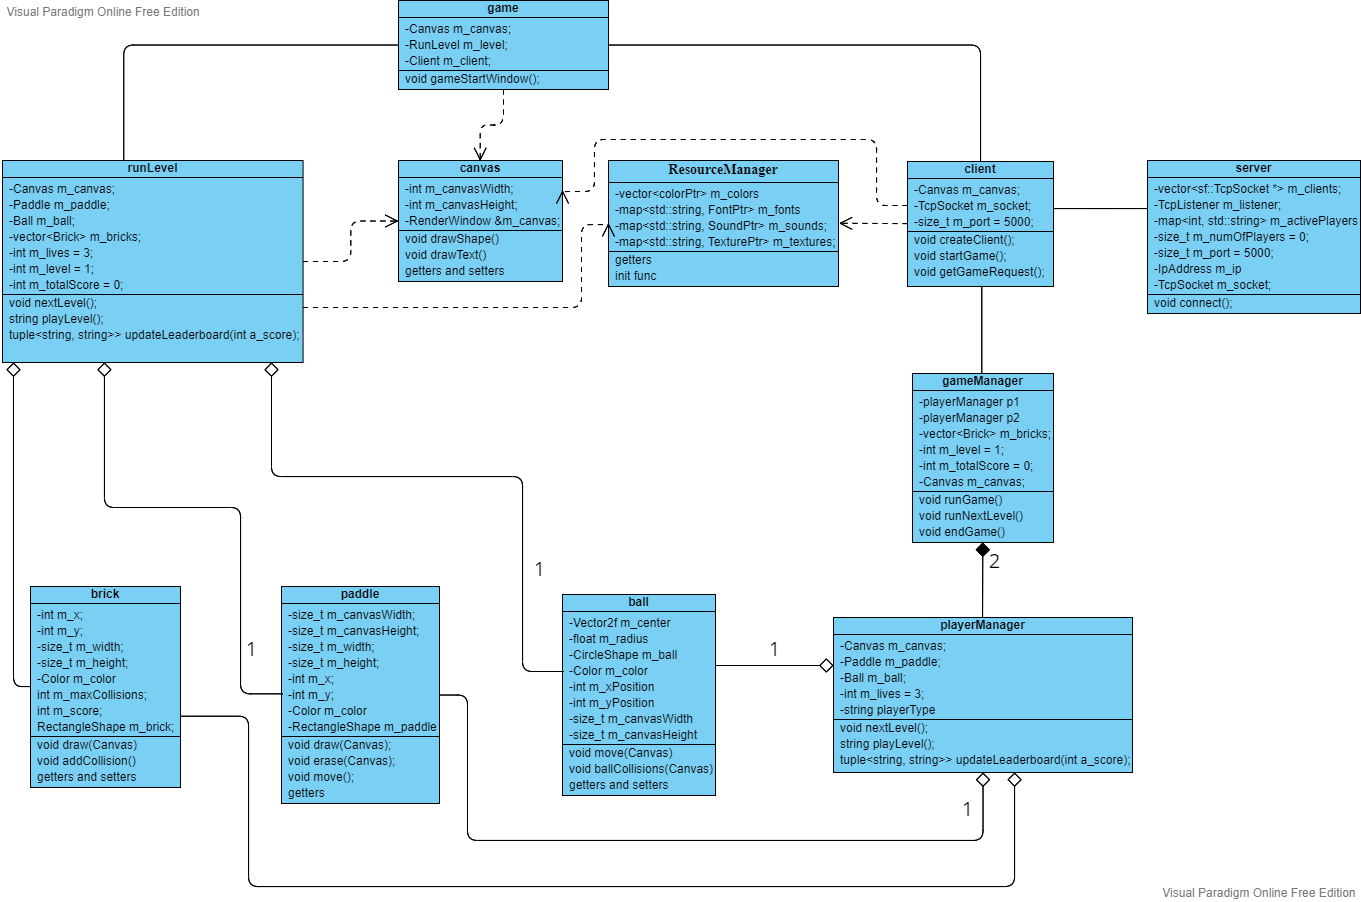 Visual Paradigm Online Free Edition
game
-Canvas m_canvas;
-RunLevel m_level;
-Client m_client;
void gameStartWindow();
runLevel
-Canvas m_canvas;
-Paddle m_paddle;
-Ball m_ball;
-vector<Brick> m_bricks;
-int m_lives = 3;
-int m_level = 1;
-int m_totalScore = 0;
void nextLevel();
string playLevel();
tuple<string, string>> updateLeaderboard(int a_score);
canvas
-int m_canvasWidth;
-int m_canvasHeight;
-RenderWindow &m_canvas;
void drawShape()
void drawText()
getters and setters
ResourceManager
-vector<colorPtr> m_colors
-map<std::string, FontPtr> m_fonts
-map<std::string, SoundPtr> m_sounds;
-map<std::string, TexturePtr> m_textures;
getters
init func
client
-Canvas m_canvas;
-TcpSocket m_socket;
-size_t m_port = 5000;
void createClient();
void startGame();
void getGameRequest();
server
-vector<sf::TcpSocket *> m_clients;
-TcpListener m_listener;
-map<int, std::string> m_activePlayers
-size_t m_numOfPlayers = 0;
-size_t m_port = 5000;
-IpAddress m_ip
-TcpSocket m_socket;
void connect();
gameManager
-playerManager p1
-playerManager p2
-vector<Brick> m_bricks;
-int m_level = 1;
-int m_totalScore = 0;
-Canvas m_canvas;
void runGame()
void runNextLevel()
void endGame()
2
1
1
1
1
brick
-int m_x;
-int m_y;
-size_t m_width;
-size_t m_height;
-Color m_color
int m_maxCollisions;
int m_score;
RectangleShape m_brick;
void draw(Canvas)
void addCollision()
getters and setters
paddle
-size_t m_canvasWidth;
-size_t m_canvasHeight;
-size_t m_width;
-size_t m_height;
-int m_x;
-int m_y;
-Color m_color
-RectangleShape m_paddle
void draw(Canvas);
void erase(Canvas);
void move();
getters
ball
-Vector2f m_center
-float m_radius
-CircleShape m_ball
-Color m_color
-int m_xPosition
-int m_yPosition
-size_t m_canvasWidth
-size_t m_canvasHeight
void move(Canvas)
void ballCollisions(Canvas)
getters and setters
playerManager
-Canvas m_canvas;
-Paddle m_paddle;
-Ball m_ball;
-int m_lives = 3;
-string playerType
void nextLevel();
string playLevel();
tuple<string, string>> updateLeaderboard(int a_score);
Visual Paradigm Online Free Edition